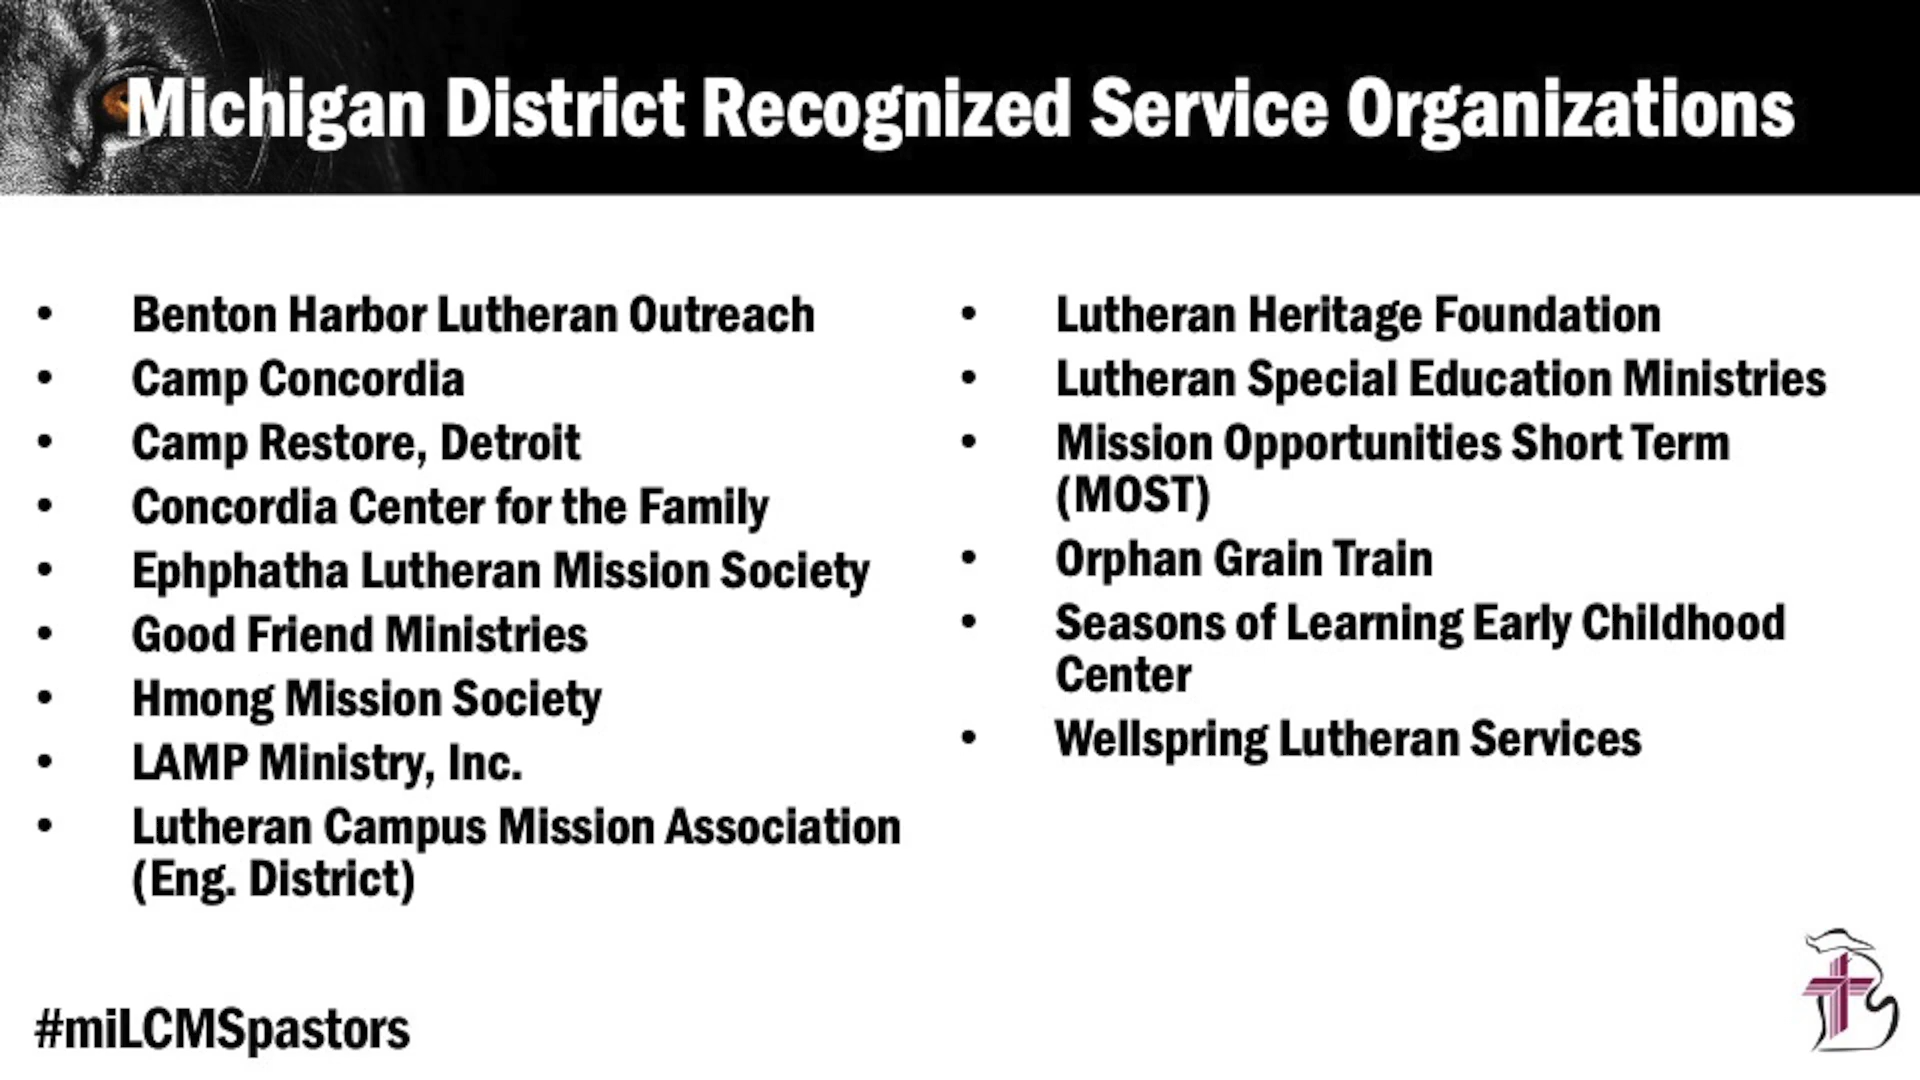 Michigan District Recognized Service Organizations
• Benton Harbor Lutheran Outreach
• Camp Concordia
• Camp Restore, Detroit
• Concordia Center for the Family
• Ephphatha Lutheran Mission Society
• Good Friend Ministries
• Hmong Mission Society
• LAMP Ministry, Inc.
• Lutheran Campus Mission Association
(Eng. District)
• Lutheran Heritage Foundation
• Lutheran Special Education Ministries
• Mission Opportunities Short Term
(MOST)
• Orphan Grain Train
• Seasons of Learning Early Childhood
Center
• Wellspring Lutheran Services
#miLCMSpastors